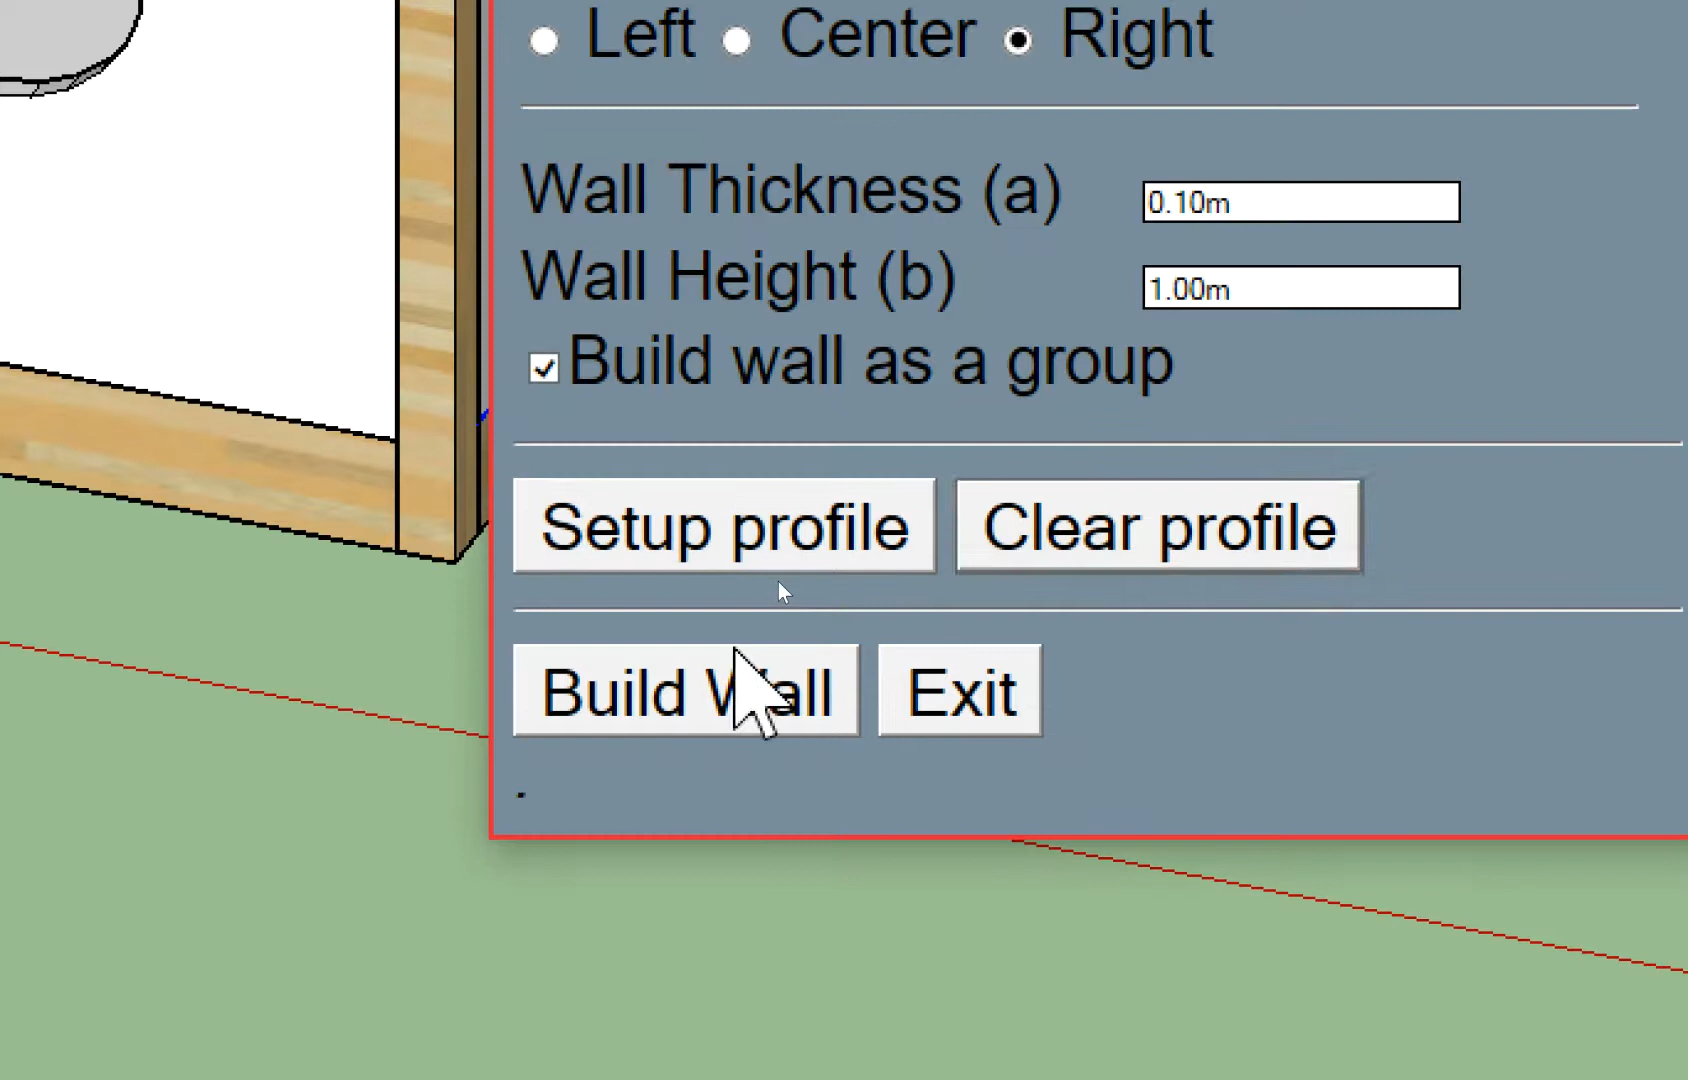 Left Center Right
Wall Thickness (a) 0.10m
Wall Height (b) 1.00m
Build wall as a group
Setup profile Clear profile
Build Wall Exit
.